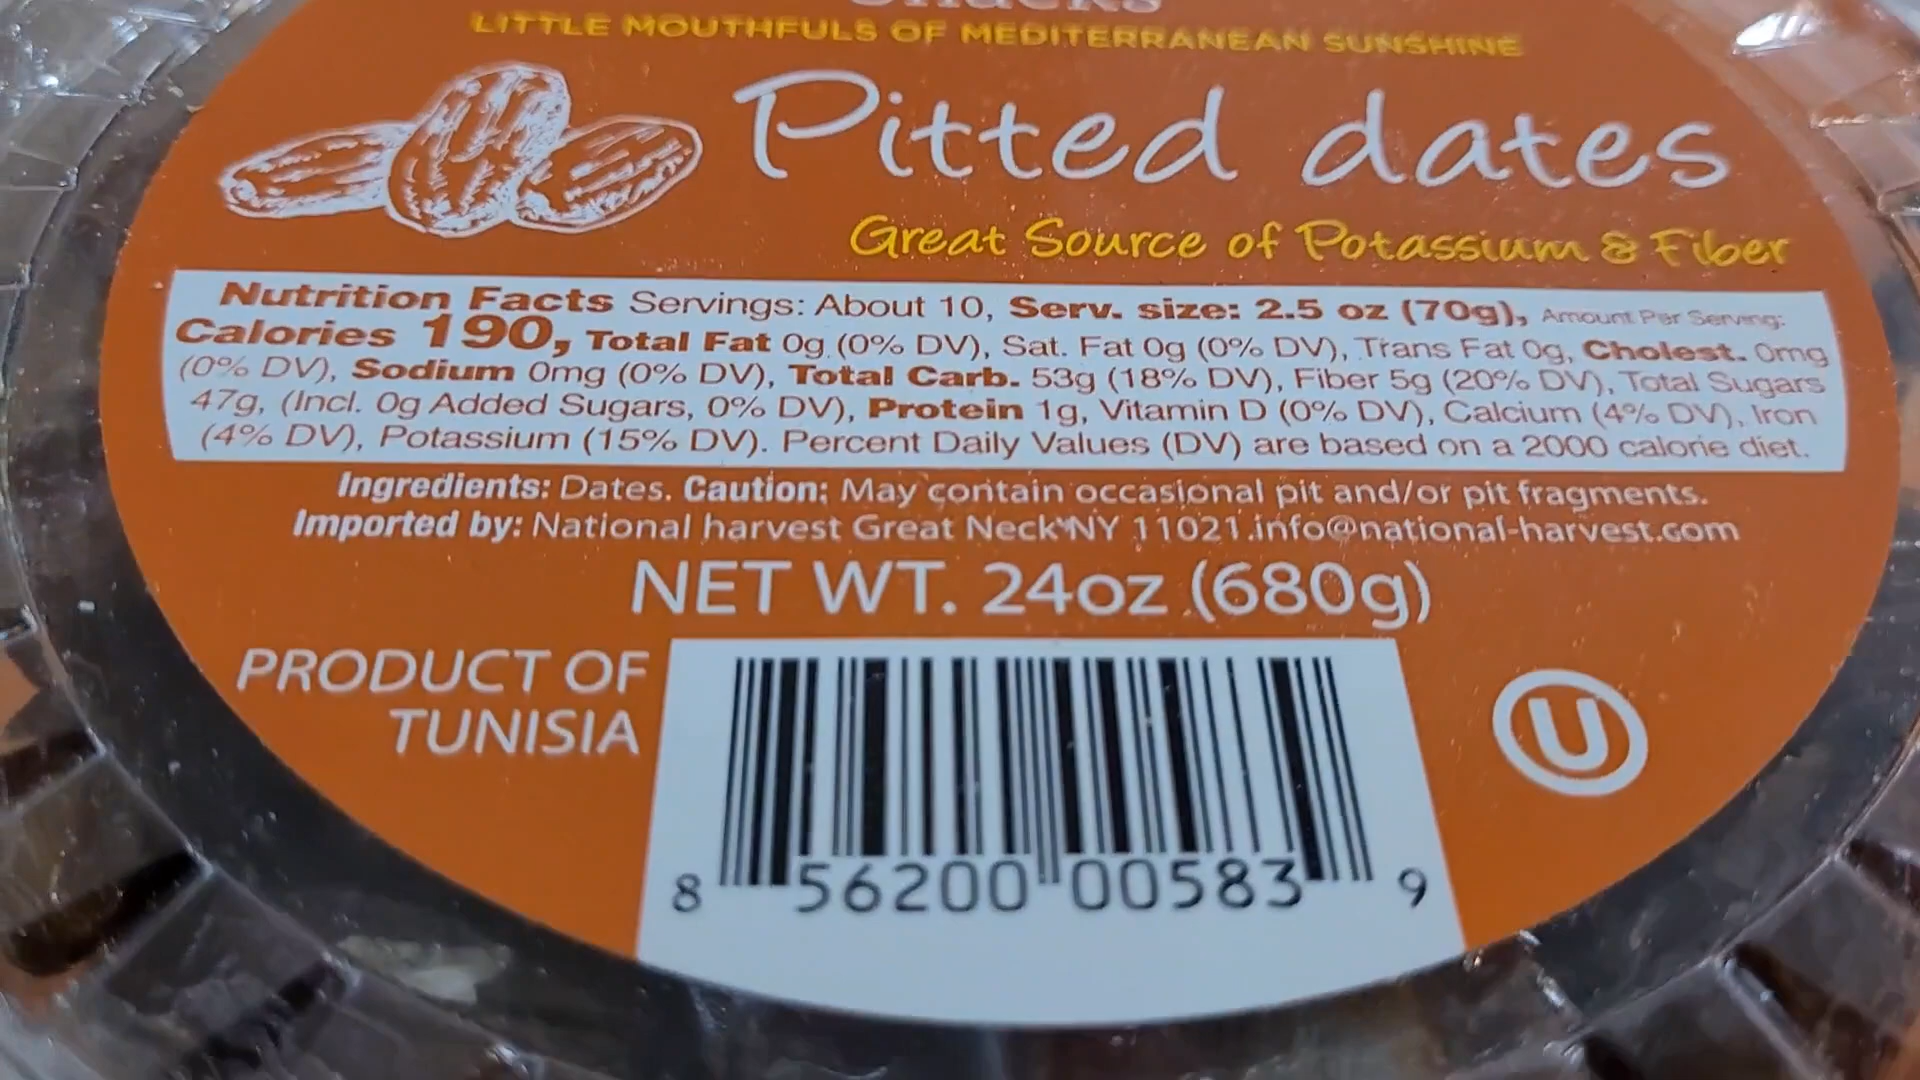 Snacks
LITTLE MOUTHFULS OF MEDITERRANEAN SUNSHINE
Pitted dates
Great Source of Potassium & Fiber
Nutrition Facts Servings: About 10, Serv. size: 2.5 oz (70g), Amount Per Serving:
Calories 190, Total Fat 0g (0% DV), Sat. Fat 0g (0% DV), Trans Fat 0g, Cholest. 0mg
(0% DV), Sodium 0mg (0% DV), Total Carb. 53g (18% DV), Fiber 5g (20% DV), Total Sugars
47g, (Incl. 0g Added Sugars, 0% DV), Protein 1g, Vitamin D (0% DV), Calcium (4% DV), Iron
(4% DV), Potassium (15% DV). Percent Daily Values (DV) are based on a 2000 calorie diet.
Ingredients: Dates. Caution: May contain occasional pit and/or pit fragments.
Imported by: National harvest Great Neck NY 11021.info@national-harvest.com
NET WT. 24oz (680g)
PRODUCT OF
TUNISIA
U
8 56200 00583 9